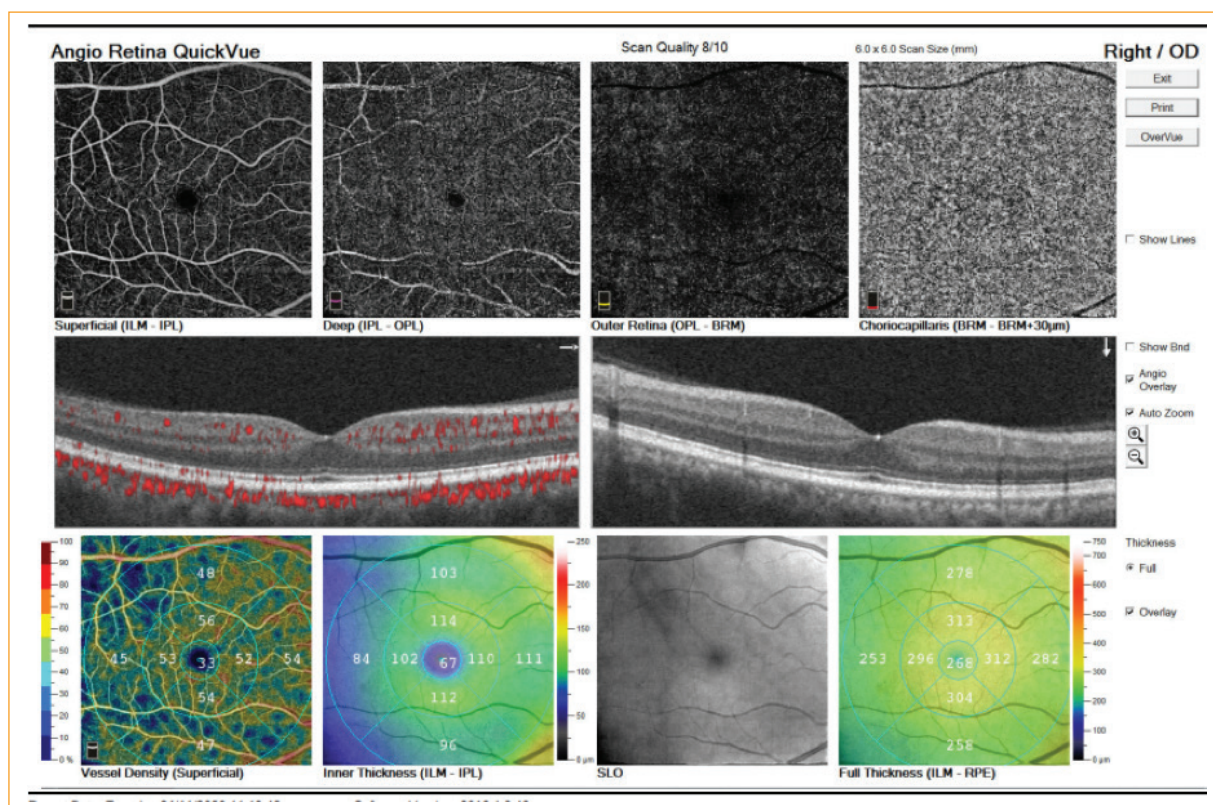 Angio Retina QuickVue
Scan Quality 8/10
6.0 x 6.0 Scan Size (mm)
Right / OD
Exit
Print
OverVue
Show Lines
Superficial (ILM - IPL)
Deep (IPL - OPL)
Outer Retina (OPL - BRM)
Choriocapillaris (BRM - BRM+30µm)
Show Bnd
Angio
Overlay
Auto Zoom
100
90
80
70
60
50
40
30
20
10
0 %
48
56
45 53 33 52 54
54
47
Vessel Density (Superficial)
103
114
84 102 67 110 111
112
96
Inner Thickness (ILM - IPL)
250
200
150
100
50
0 µm
SLO
278
313
253 296 268 312 282
304
258
Full Thickness (ILM - RPE)
750
700
600
500
400
300
200
100
0 µm
Thickness
Full
Overlay